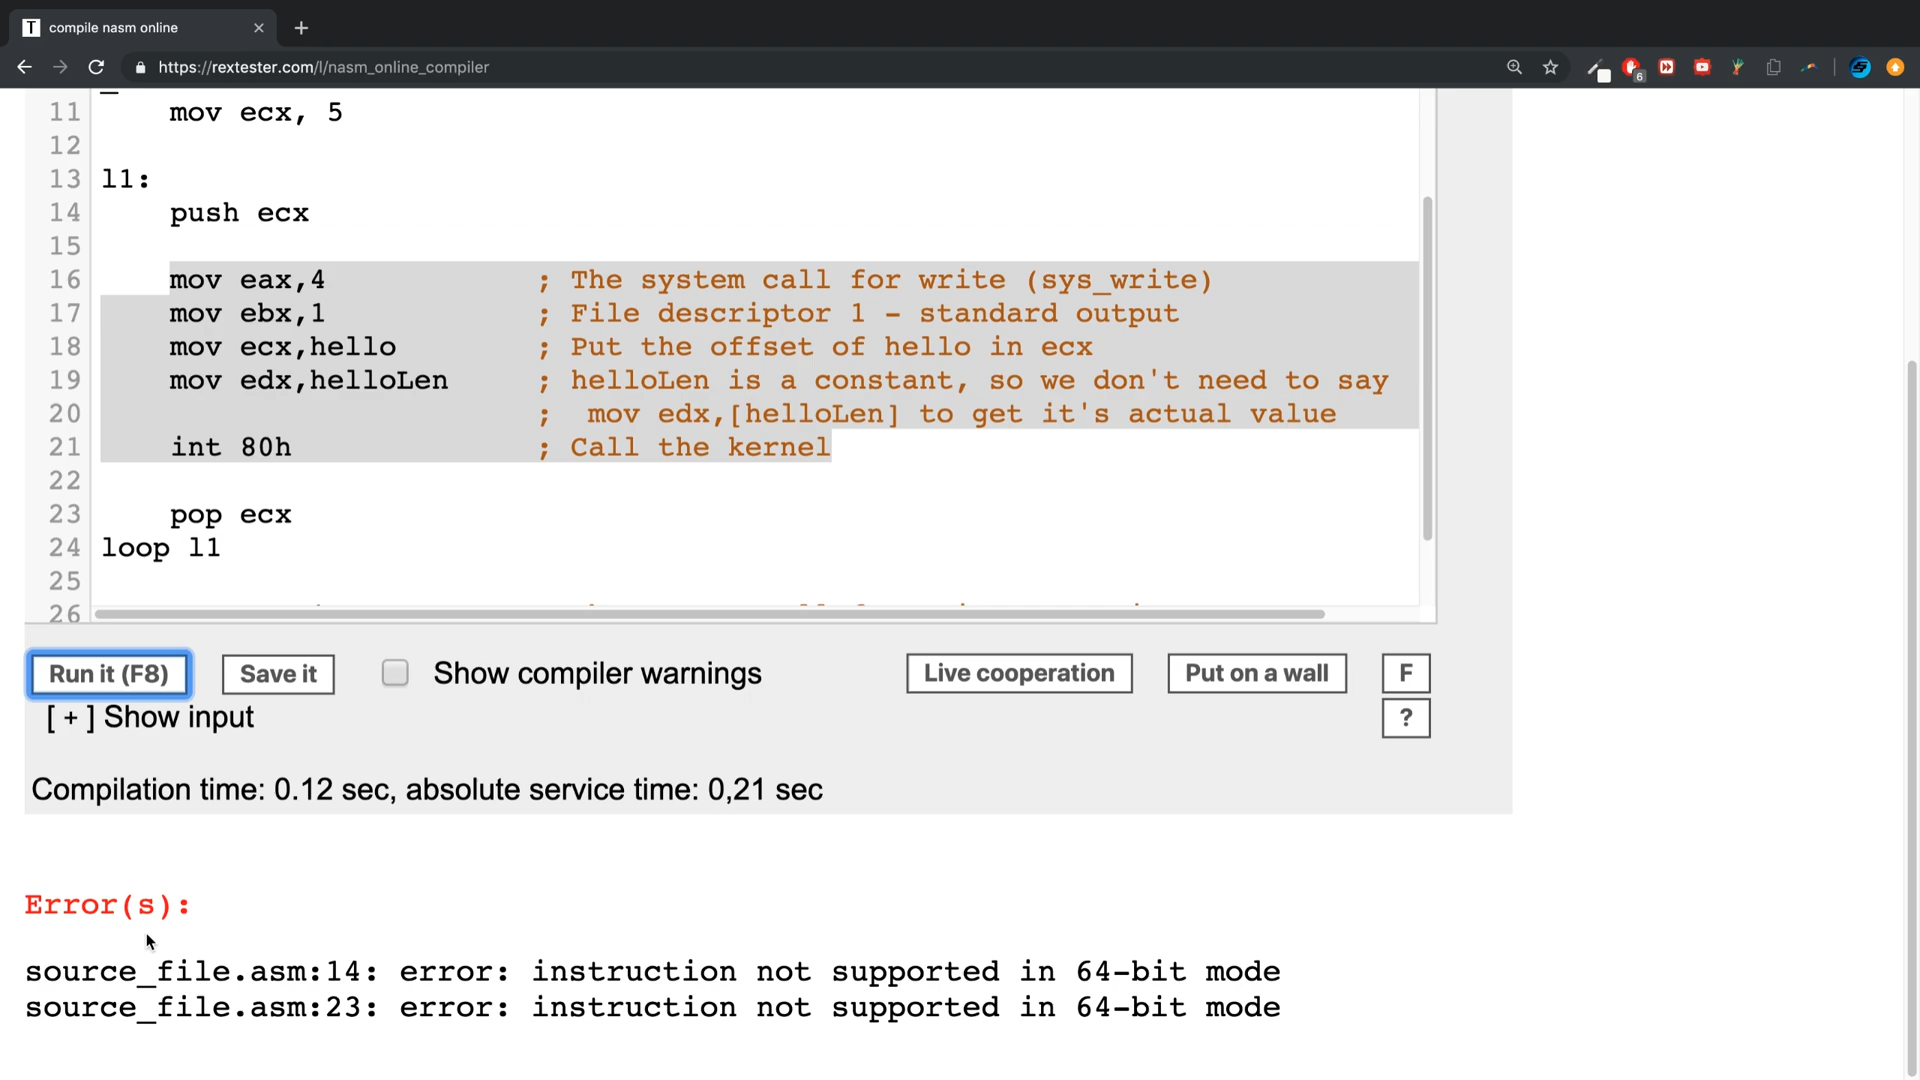 T compile nasm online
https://rextester.com/l/nasm_online_compiler
6
11 mov ecx, 5
12
13 l1:
14 push ecx
15
16 mov eax,4 ; The system call for write (sys_write)
17 mov ebx,1 ; File descriptor 1 - standard output
18 mov ecx,hello ; Put the offset of hello in ecx
19 mov edx,helloLen ; helloLen is a constant, so we don't need to say
20 ; mov edx,[helloLen] to get it's actual value
21 int 80h ; Call the kernel
22
23 pop ecx
24 loop l1
25
26
Run it (F8) Save it Show compiler warnings Live cooperation Put on a wall F
[ + ] Show input ?
Compilation time: 0.12 sec, absolute service time: 0,21 sec
Error(s):
source_file.asm:14: error: instruction not supported in 64-bit mode
source_file.asm:23: error: instruction not supported in 64-bit mode